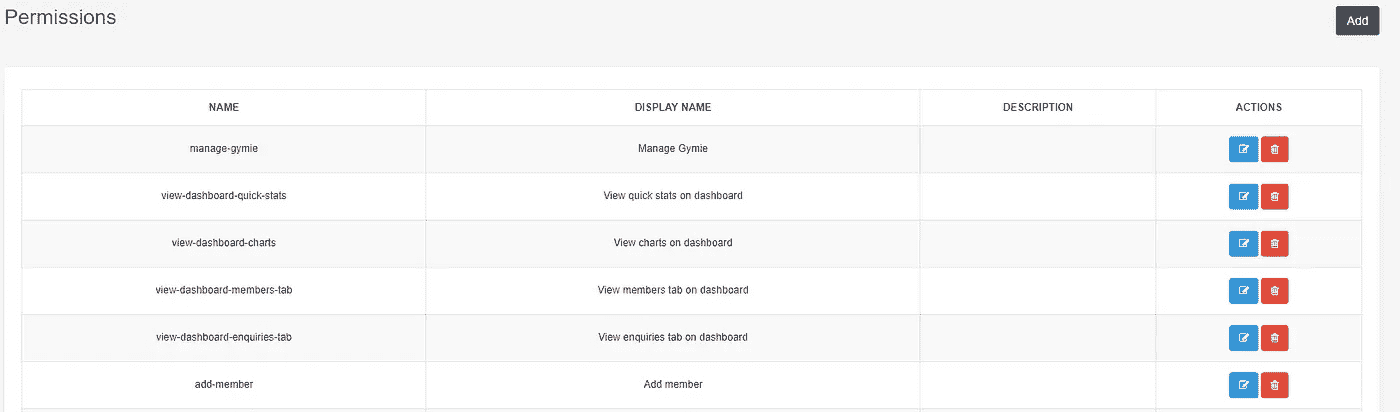 Permissions
Add
NAME DISPLAY NAME DESCRIPTION ACTIONS
manage-gymie Manage Gymie
view-dashboard-quick-stats View quick stats on dashboard
view-dashboard-charts View charts on dashboard
view-dashboard-members-tab View members tab on dashboard
view-dashboard-enquiries-tab View enquiries tab on dashboard
add-member Add member